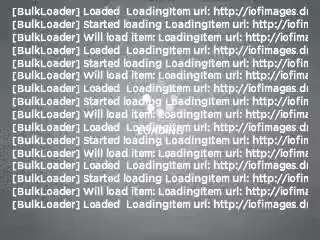 [BulkLoader] Loaded LoadingItem url: http://iofimages.d
[BulkLoader] Started loading LoadingItem url: http://iofim
[BulkLoader] Will load item: LoadingItem url: http://iofima
[BulkLoader] Loaded LoadingItem url: http://iofimages.d
[BulkLoader] Started loading LoadingItem url: http://iofim
[BulkLoader] Will load item: LoadingItem url: http://iofima
[BulkLoader] Loaded LoadingItem url: http://iofimages.d
[BulkLoader] Started loading LoadingItem url: http://iofim
[BulkLoader] Will load item: LoadingItem url: http://iofima
[BulkLoader] Loaded LoadingItem url: http://iofimages.d
LOADING
[BulkLoader] Started loading LoadingItem url: http://iofim
[BulkLoader] Will load item: LoadingItem url: http://iofima
[BulkLoader] Loaded LoadingItem url: http://iofimages.d
[BulkLoader] Started loading LoadingItem url: http://iofim
[BulkLoader] Will load item: LoadingItem url: http://iofima
[BulkLoader] Loaded LoadingItem url: http://iofimages.d